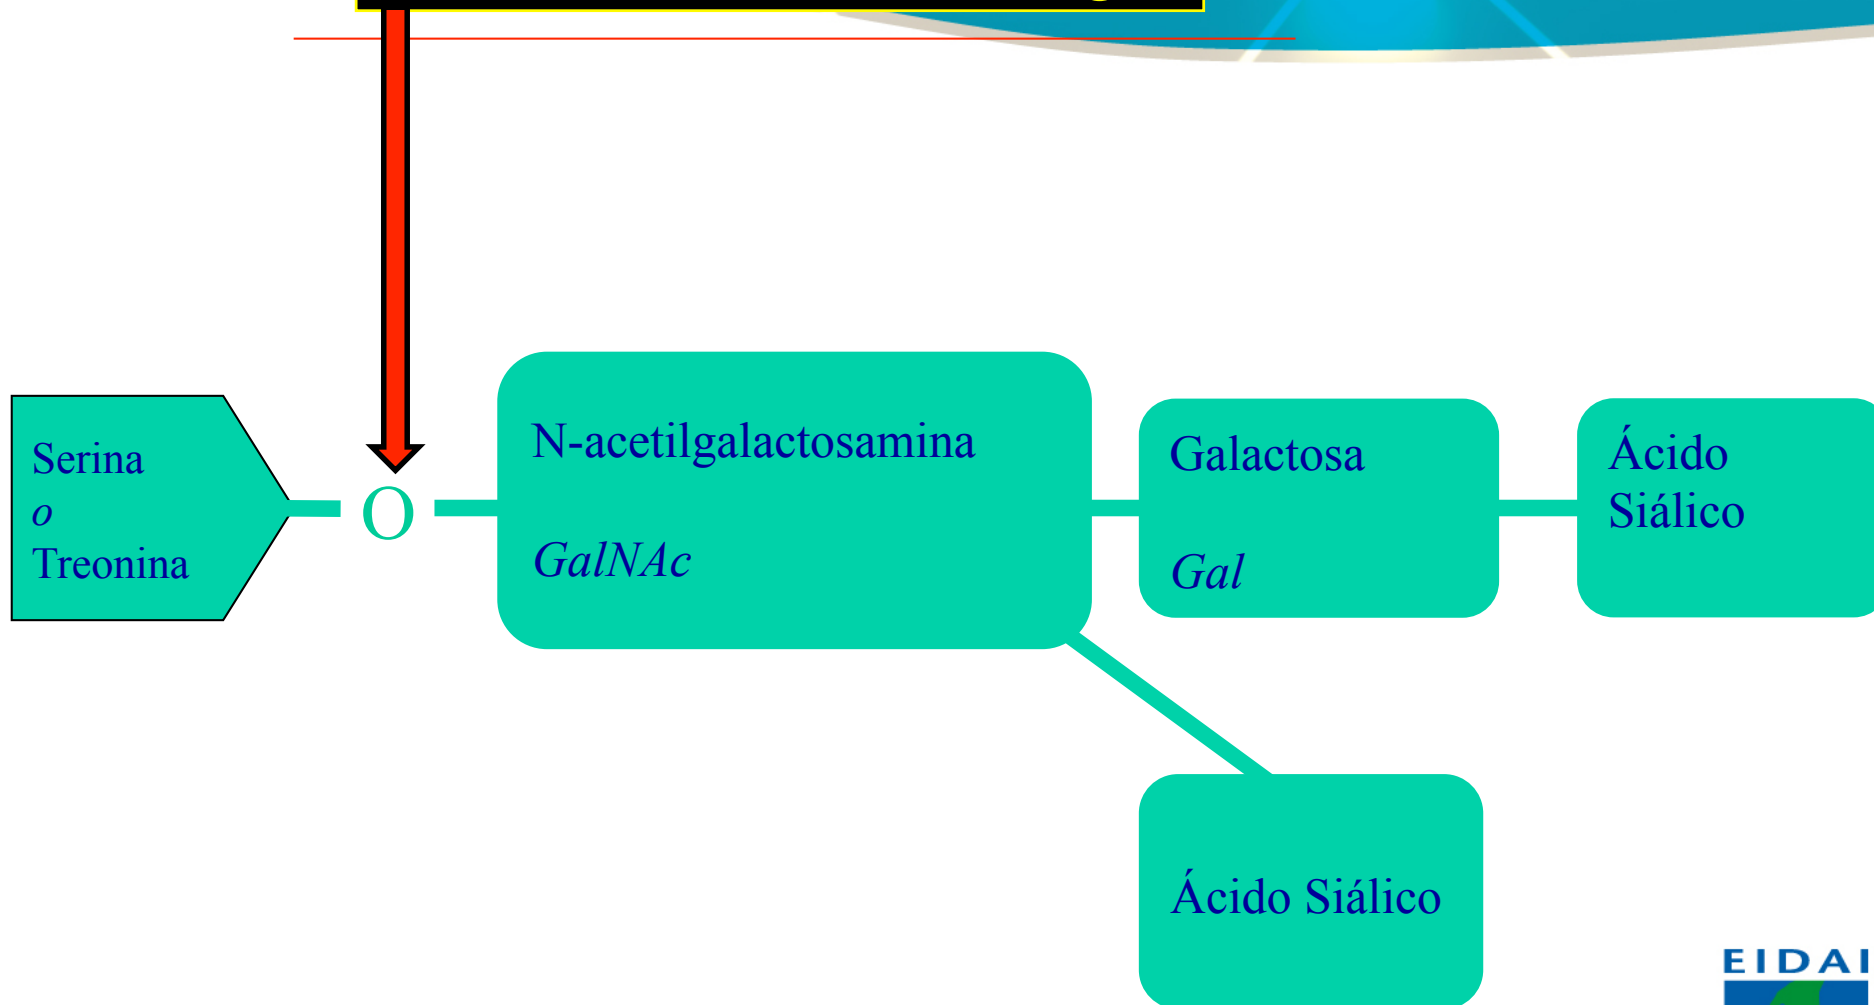 Serina
o
Treonina
O
N-acetilgalactosamina
GalNAc
Galactosa
Gal
Ácido
Siálico
Ácido Siálico
EIDAI